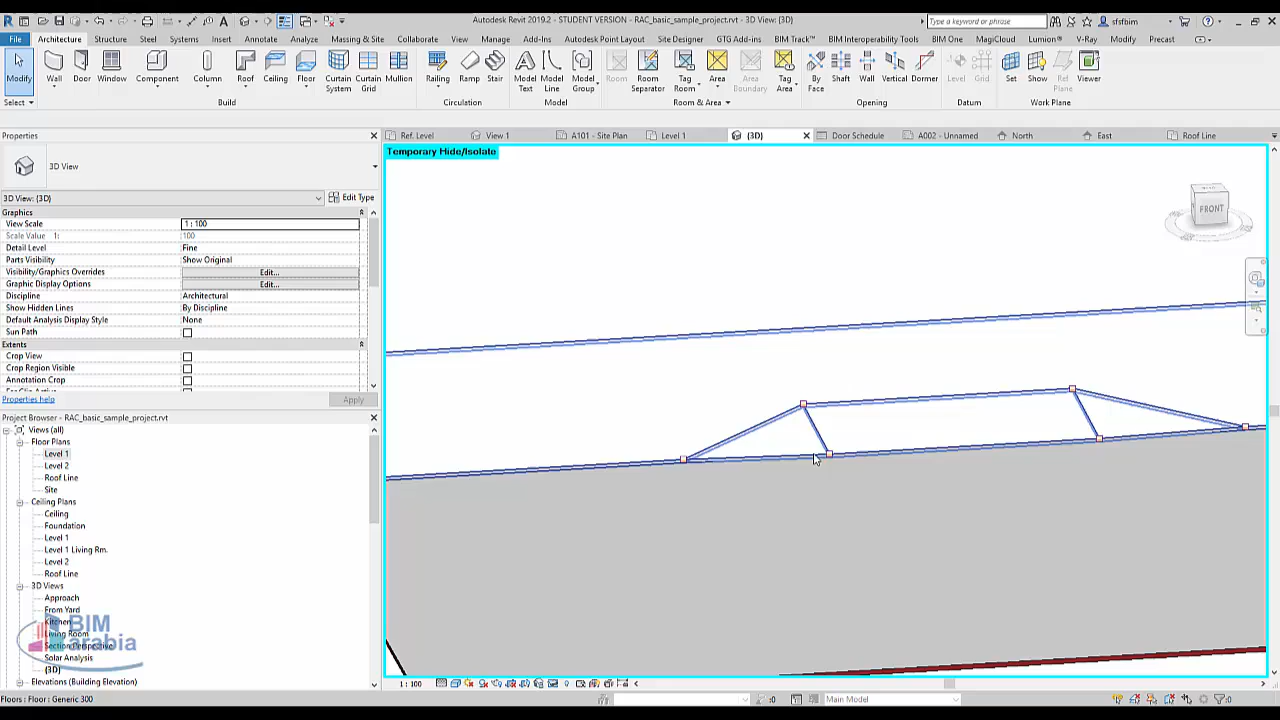 Autodesk Revit 2019.2 - STUDENT VERSION - RAC_basic_sample_project.rvt - 3D View: {3D}
Type a keyword or phrase
sfsfbim
File Architecture Structure Steel Systems Insert Annotate Analyze Massing & Site Collaborate View Manage Add-Ins Autodesk Point Layout Site Designer GTG Add-ins BIM Track™ BIM Interoperability Tools BIM One MagiCloud Lumion® V-Ray Modify Precast
Modify Wall Door Window Component Column Roof Ceiling Floor Curtain System Curtain Grid Mullion Railing Ramp Stair Model Text Model Line Model Group Room Room Separator Tag Room Area Area Boundary Tag Area By Face Shaft Wall Vertical Dormer Level Grid Set Show Ref Plane Viewer
Select Build Circulation Model Room & Area Opening Datum Work Plane
Properties
Ref. Level View 1 A101 - Site Plan Level 1 {3D} Door Schedule A002 - Unnamed North East Roof Line
Temporary Hide/Isolate
3D View
3D View: {3D} Edit Type
Graphics
View Scale 1 : 100
Scale Value 1: 100
Detail Level Fine
Parts Visibility Show Original
Visibility/Graphics Overrides Edit...
Graphic Display Options Edit...
Discipline Architectural
Show Hidden Lines By Discipline
Default Analysis Display Style None
Sun Path
Extents
Crop View
Crop Region Visible
Annotation Crop
Properties help Apply
FRONT
Project Browser - RAC_basic_sample_project.rvt
Views (all)
Floor Plans
Level 1
Level 2
Roof Line
Site
Ceiling Plans
Ceiling
Foundation
Level 1
Level 1 Living Rm.
Level 2
Roof Line
3D Views
Approach
From Yard
Kitchen
Living Room
Section Perspective
Solar Analysis
{3D}
Elevations (Building Elevation)
BIM
arabia
1 : 100
Floors : Floor : Generic 300
:0 Main Model :0